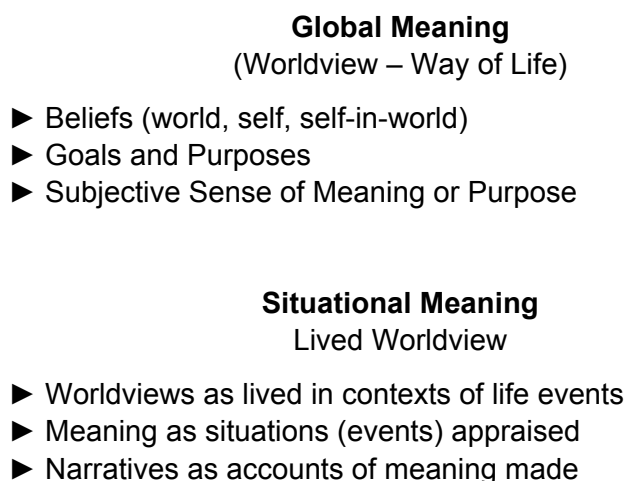 Global Meaning
(Worldview – Way of Life)
► Beliefs (world, self, self-in-world)
► Goals and Purposes
► Subjective Sense of Meaning or Purpose
Situational Meaning
Lived Worldview
► Worldviews as lived in contexts of life events
► Meaning as situations (events) appraised
► Narratives as accounts of meaning made